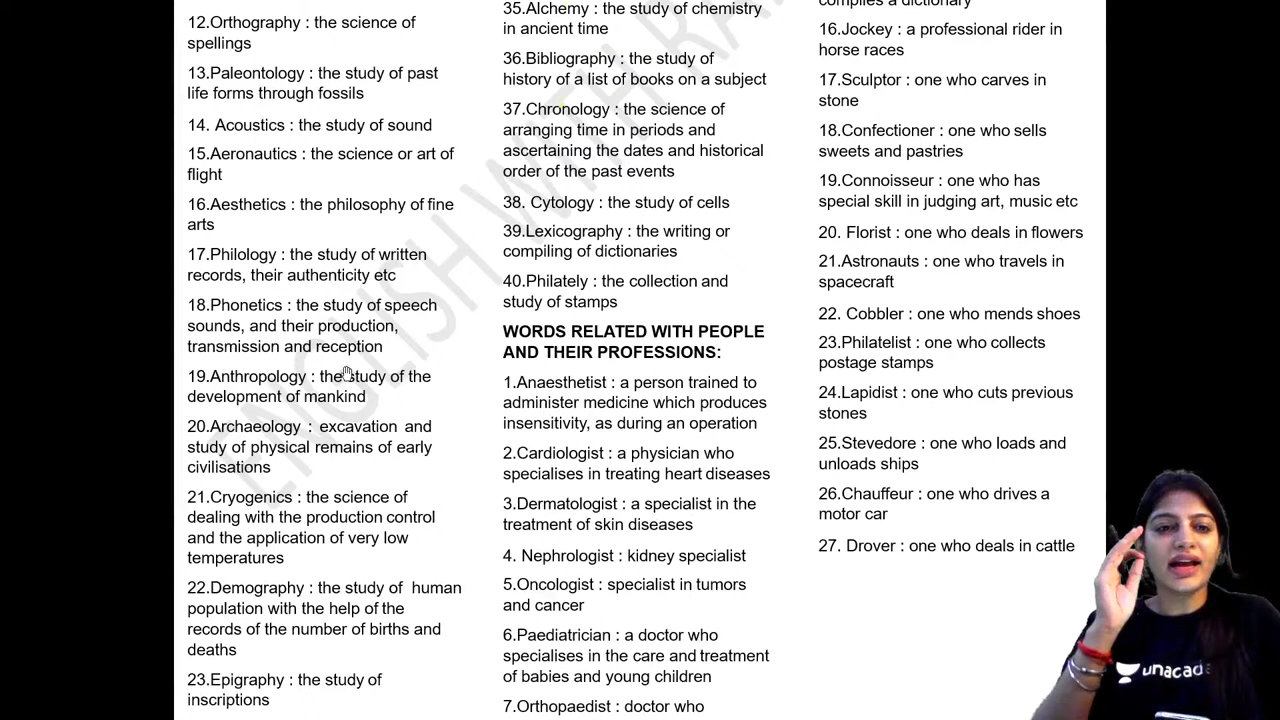 12.Orthography : the science of
spellings
13.Paleontology : the study of past
life forms through fossils
14. Acoustics : the study of sound
15.Aeronautics : the science or art of
flight
16.Aesthetics : the philosophy of fine
arts
17.Philology : the study of written
records, their authenticity etc
18.Phonetics : the study of speech
sounds, and their production,
transmission and reception
19.Anthropology : the study of the
development of mankind
20.Archaeology : excavation and
study of physical remains of early
civilisations
21.Cryogenics : the science of
dealing with the production control
and the application of very low
temperatures
22.Demography : the study of human
population with the help of the
records of the number of births and
deaths
23.Epigraphy : the study of
inscriptions
35.Alchemy : the study of chemistry
in ancient time
36.Bibliography : the study of
history of a list of books on a subject
37.Chronology : the science of
arranging time in periods and
ascertaining the dates and historical
order of the past events
38. Cytology : the study of cells
39.Lexicography : the writing or
compiling of dictionaries
40.Philately : the collection and
study of stamps
WORDS RELATED WITH PEOPLE
AND THEIR PROFESSIONS:
1.Anaesthetist : a person trained to
administer medicine which produces
insensitivity, as during an operation
2.Cardiologist : a physician who
specialises in treating heart diseases
3.Dermatologist : a specialist in the
treatment of skin diseases
4. Nephrologist : kidney specialist
5.Oncologist : specialist in tumors
and cancer
6.Paediatrician : a doctor who
specialises in the care and treatment
of babies and young children
7.Orthopaedist : doctor who
compiles a dictionary
16.Jockey : a professional rider in
horse races
17.Sculptor : one who carves in
stone
18.Confectioner : one who sells
sweets and pastries
19.Connoisseur : one who has
special skill in judging art, music etc
20. Florist : one who deals in flowers
21.Astronauts : one who travels in
spacecraft
22. Cobbler : one who mends shoes
23.Philatelist : one who collects
postage stamps
24.Lapidist : one who cuts previous
stones
25.Stevedore : one who loads and
unloads ships
26.Chauffeur : one who drives a
motor car
27. Drover : one who deals in cattle
ENGLISH WITH RA
unacad